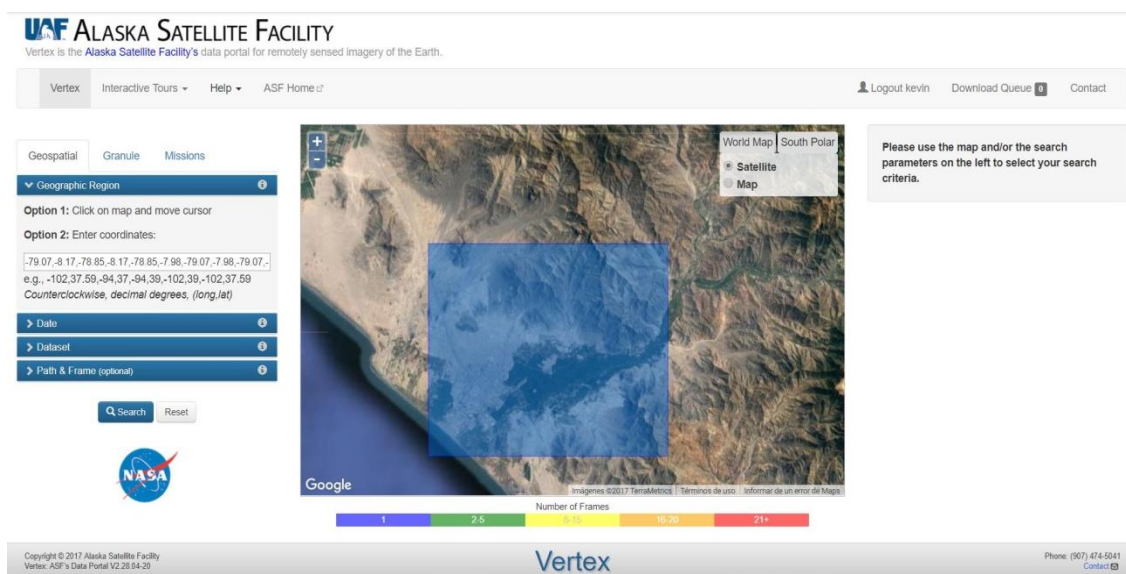 UAF ALASKA SATELLITE FACILITY
Vertex is the Alaska Satellite Facility's data portal for remotely sensed imagery of the Earth.
Vertex Interactive Tours Help ASF Home Logout kevin Download Queue 0 Contact
Geospatial Granule Missions
Geographic Region
Option 1: Click on map and move cursor
Option 2: Enter coordinates:
-79.07,-8.17,-78.85,-8.17,-78.85,-7.98,-79.07,-7.98,-79.07,-
e.g., -102,37.59,-94,37,-94,39,-102,39,-102,37.59
Counterclockwise, decimal degrees, (long,lat)
Date
Dataset
Path & Frame (optional)
Search Reset
NASA
+
-
World Map South Polar
Satellite
Map
Google
Imágenes ©2017 TerraMetrics Términos de uso Informar de un error de Maps
Number of Frames
1 2-5 6-15 16-20 21+
Please use the map and/or the search
parameters on the left to select your search
criteria.
Copyright © 2017 Alaska Satellite Facility
Vertex: ASF's Data Portal V2.28.04-20
Vertex
Phone: (907) 474-5041
Contact